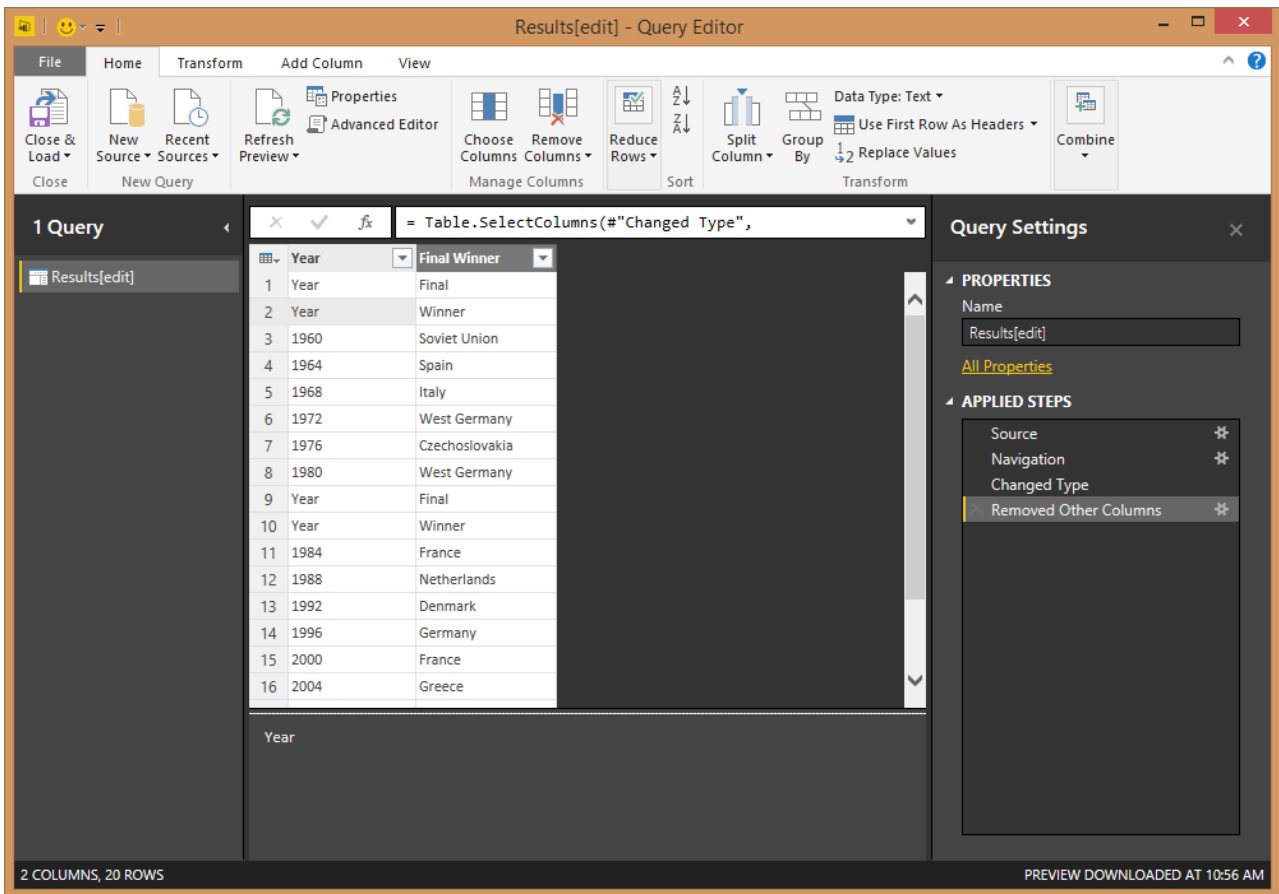 Results[edit] - Query Editor
File Home Transform Add Column View
Close & Load
New Source
Recent Sources
Refresh Preview
Properties
Advanced Editor
Choose Columns
Remove Columns
Reduce Rows
Split Column
Group By
Data Type: Text
Use First Row As Headers
Replace Values
Combine
Close
New Query
Manage Columns
Sort
Transform
1 Query
Results[edit]
fx = Table.SelectColumns(#"Changed Type",
Year Final Winner
1 Year Final
2 Year Winner
3 1960 Soviet Union
4 1964 Spain
5 1968 Italy
6 1972 West Germany
7 1976 Czechoslovakia
8 1980 West Germany
9 Year Final
10 Year Winner
11 1984 France
12 1988 Netherlands
13 1992 Denmark
14 1996 Germany
15 2000 France
16 2004 Greece
Year
Query Settings
PROPERTIES
Name
Results[edit]
All Properties
APPLIED STEPS
Source
Navigation
Changed Type
Removed Other Columns
2 COLUMNS, 20 ROWS
PREVIEW DOWNLOADED AT 10:56 AM